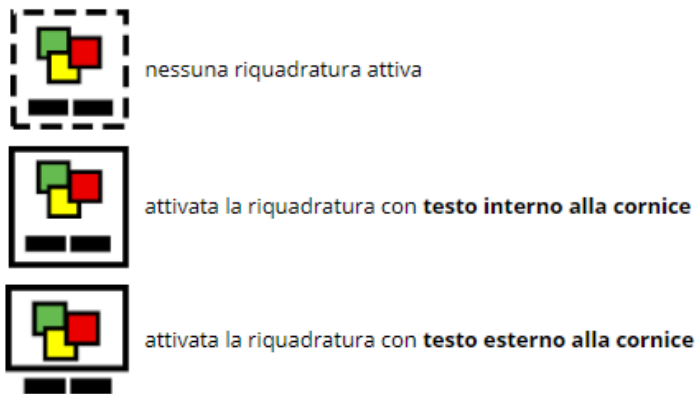 nessuna riquadratura attiva
attivata la riquadratura con testo interno alla cornice
attivata la riquadratura con testo esterno alla cornice